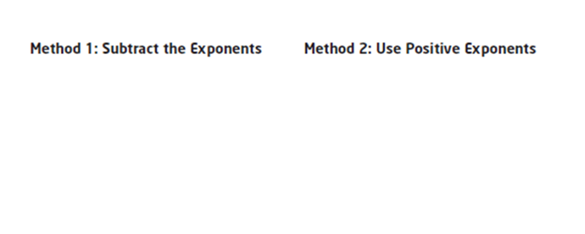 Method 1: Subtract the Exponents
Method 2: Use Positive Exponents